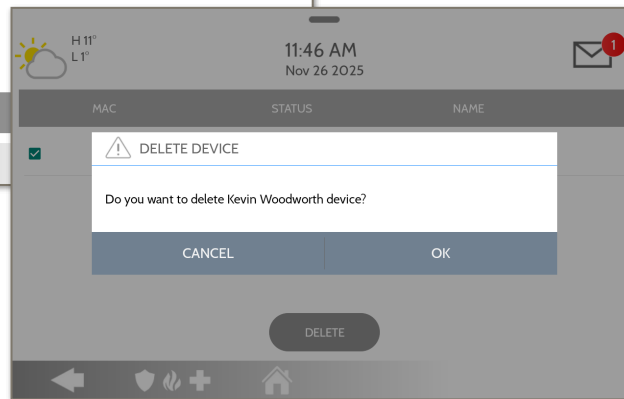 H 11°
L 1°
11:46 AM
Nov 26 2025
1
MAC STATUS NAME
DELETE DEVICE
Do you want to delete Kevin Woodworth device?
CANCEL OK
DELETE